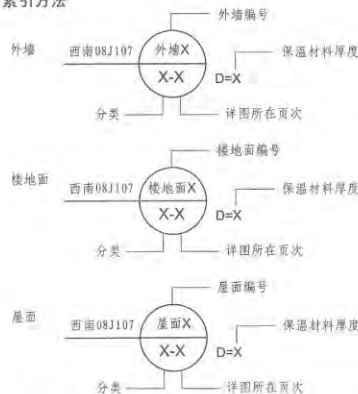 索引方法
外墙编号
外墙 西南08J107 外墙X 保温材料厚度
X-X D=X
分类 详图所在页次
楼地面编号
楼地面 西南08J107 楼地面X 保温材料厚度
X-X D=X
分类 详图所在页次
屋面编号
屋面 西南08J107 屋面X 保温材料厚度
X-X D=X
分类 详图所在页次